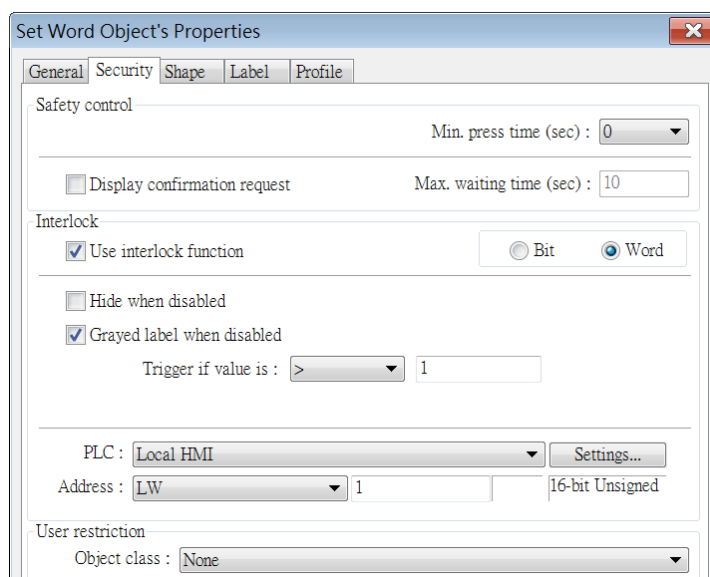 Set Word Object's Properties
General Security Shape Label Profile
Safety control
Min. press time (sec) : 0
Display confirmation request Max. waiting time (sec) : 10
Interlock
Use interlock function Bit Word
Hide when disabled
Grayed label when disabled
Trigger if value is : > 1
PLC : Local HMI Settings...
Address : LW 1 16-bit Unsigned
User restriction
Object class : None